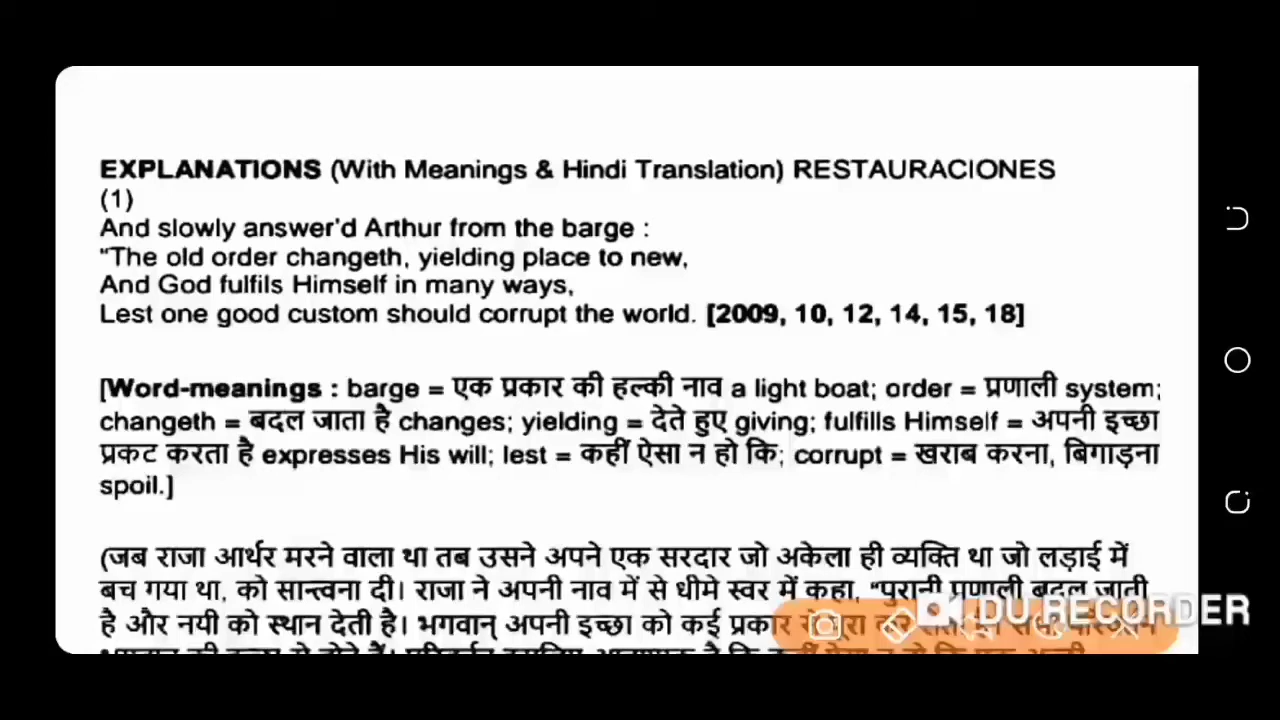 EXPLANATIONS (With Meanings & Hindi Translation) RESTAURACIONES
(1)
And slowly answer'd Arthur from the barge :
"The old order changeth, yielding place to new,
And God fulfils Himself in many ways,
Lest one good custom should corrupt the world. [2009, 10, 12, 14, 15, 18]
[Word-meanings : barge = एक प्रकार की हल्की नाव a light boat; order = प्रणाली system;
changeth = बदल जाता है changes; yielding = देते हुए giving; fulfills Himself = अपनी इच्छा
प्रकट करता है expresses His will; lest = कहीं ऐसा न हो कि; corrupt = खराब करना, बिगाड़ना
spoil.]
(जब राजा आर्थर मरने वाला था तब उसने अपने एक सरदार जो अकेला ही व्यक्ति था जो लड़ाई में
बच गया था, को सान्त्वना दी। राजा ने अपनी नाव में से धीमे स्वर में कहा, "पुरानी प्रणाली बदल जाती
है और नयी को स्थान देती है। भगवान् अपनी इच्छा को कई प्रकार
DU RECORDER